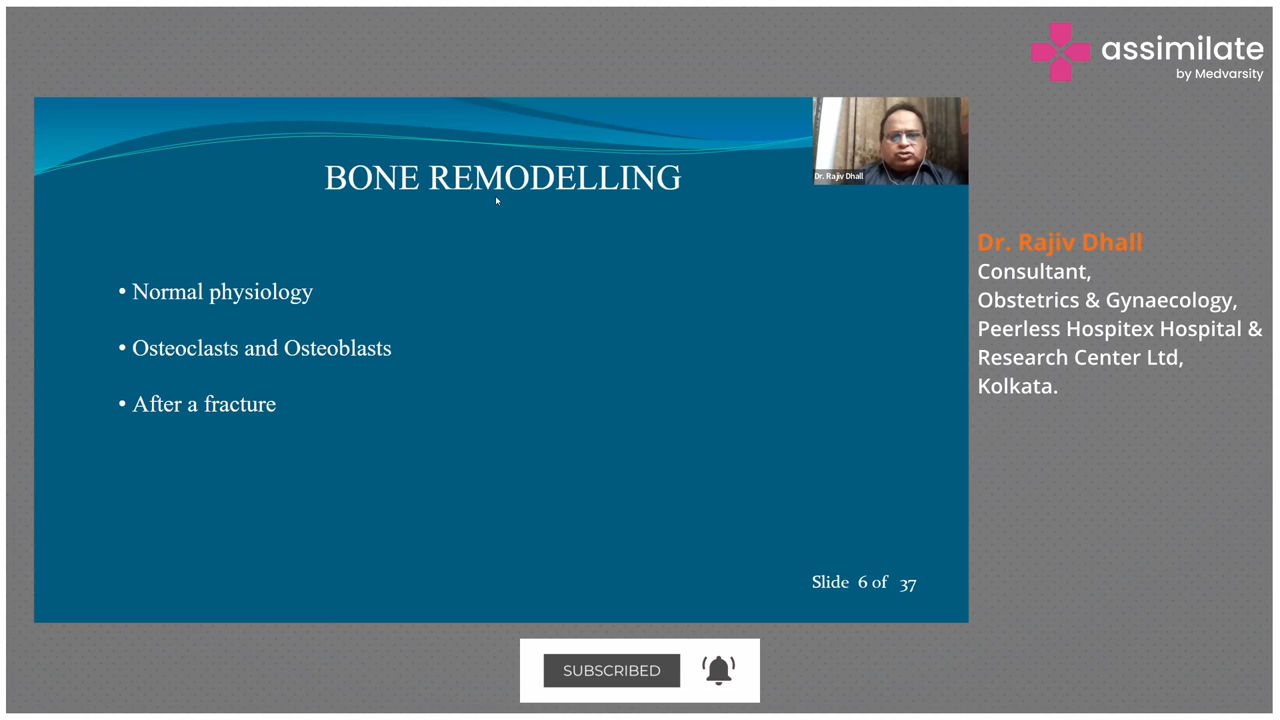 assimilate
by Medvarsity
BONE REMODELLING
Dr. Rajiv Dhall
• Normal physiology
• Osteoclasts and Osteoblasts
• After a fracture
Slide 6 of 37
Dr. Rajiv Dhall
Consultant,
Obstetrics & Gynaecology,
Peerless Hospitex Hospital &
Research Center Ltd,
Kolkata.
SUBSCRIBED